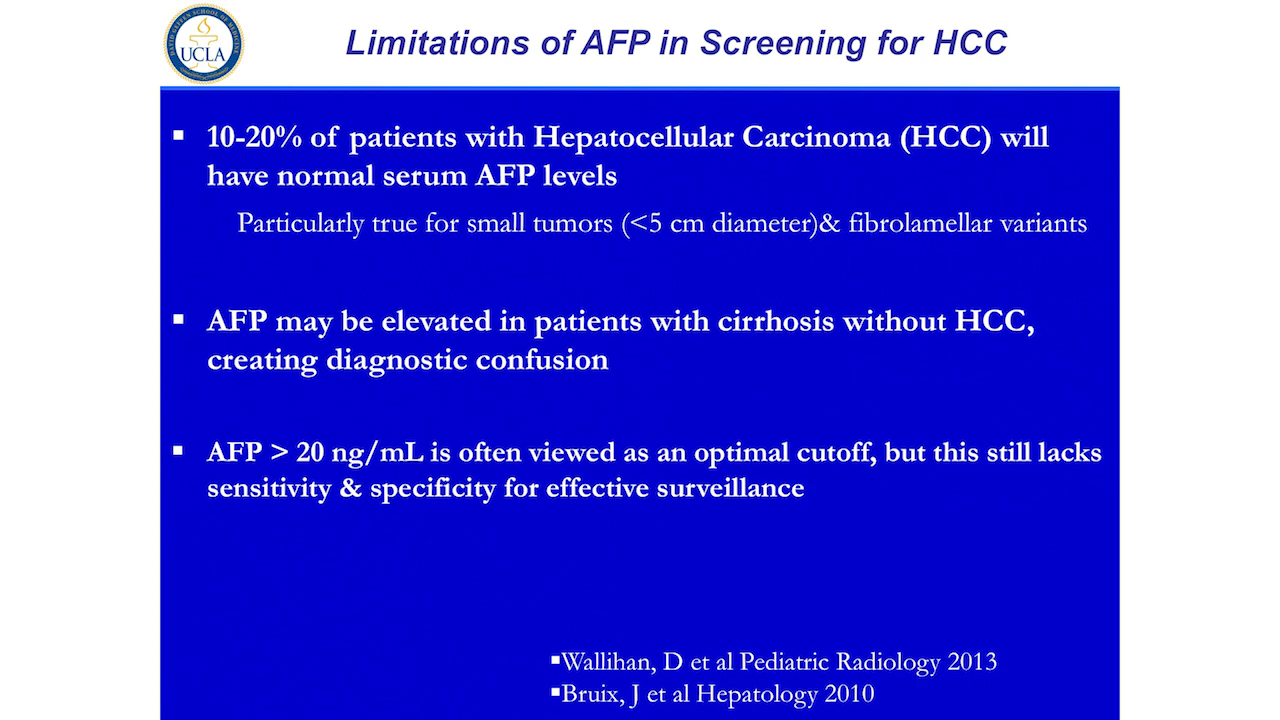 UCLA
Limitations of AFP in Screening for HCC
▪ 10-20% of patients with Hepatocellular Carcinoma (HCC) will
have normal serum AFP levels
Particularly true for small tumors (<5 cm diameter)& fibrolamellar variants
▪ AFP may be elevated in patients with cirrhosis without HCC,
creating diagnostic confusion
▪ AFP > 20 ng/mL is often viewed as an optimal cutoff, but this still lacks
sensitivity & specificity for effective surveillance
▪Wallihan, D et al Pediatric Radiology 2013
▪Bruix, J et al Hepatology 2010